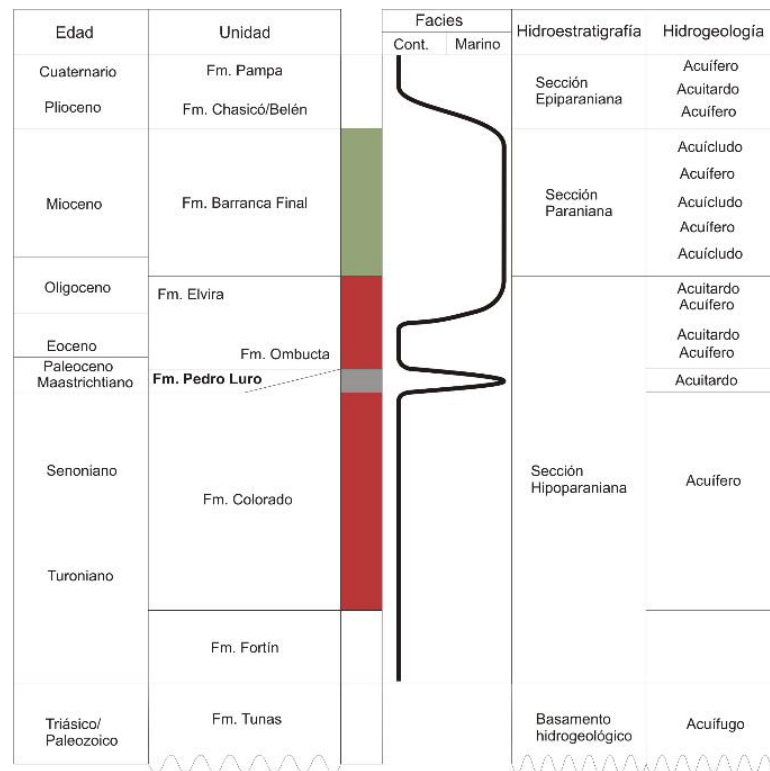 Edad
Unidad
Facies
Cont.
Marino
Hidroestratigrafía
Hidrogeología
Cuaternario
Fm. Pampa
Sección
Epiparaniana
Acuífero
Acuitardo
Plioceno
Fm. Chasicó/Belén
Acuífero
Mioceno
Fm. Barranca Final
Sección
Paraniana
Acuícludo
Acuífero
Acuícludo
Acuífero
Acuícludo
Oligoceno
Fm. Elvira
Acuitardo
Acuífero
Eoceno
Fm. Ombucta
Acuitardo
Acuífero
Paleoceno
Maastrichtiano
Fm. Pedro Luro
Acuitardo
Senoniano
Fm. Colorado
Sección
Hipoparaniana
Acuífero
Turoniano
Fm. Fortín
Triásico/
Paleozoico
Fm. Tunas
Basamento
hidrogeológico
Acuífugo